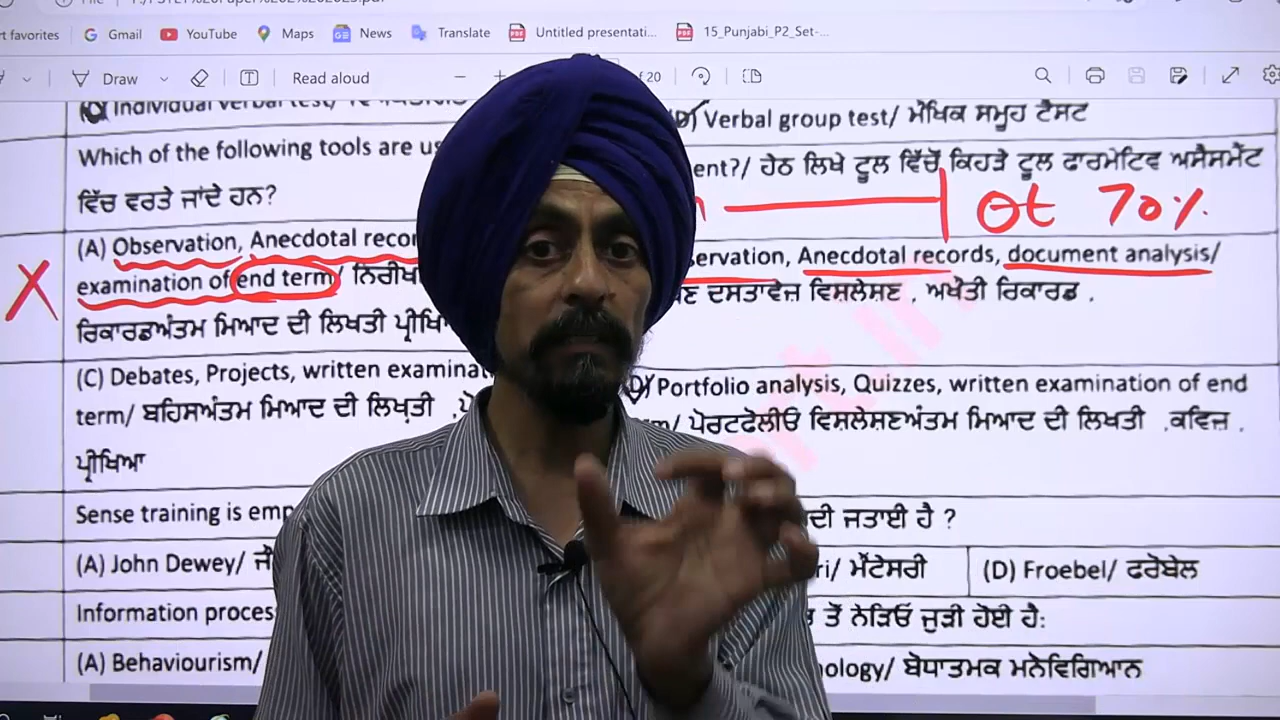 rt favorites Gmail YouTube Maps News Translate Untitled presentati... 15_Punjabi_P2_Set-...
Draw Read aloud of 20
Individual verbal test/ (D) Verbal group test/ ਮੌਖਿਕ ਸਮੂਹ ਟੈਸਟ
Which of the following tools are us ent?/ ਹੇਠ ਲਿਖੇ ਟੂਲ ਵਿੱਚੋਂ ਕਿਹੜੇ ਟੂਲ ਫਾਰਮੇਟਿਵ ਅਸੈਸਮੈਂਟ
ਵਿੱਚ ਵਰਤੇ ਜਾਂਦੇ ਹਨ? ot 70%
(A) Observation, Anecdotal recor servation, Anecdotal records, document analysis/
X examination of end term/ ਨਿਰੀਖ ਣ ਦਸਤਾਵੇਜ਼ ਵਿਸ਼ਲੇਸ਼ਣ , ਅਖੌਤੀ ਰਿਕਾਰਡ .
ਰਿਕਾਰਡਅੰਤਮ ਮਿਆਦ ਦੀ ਲਿਖਤੀ ਪ੍ਰੀਖਿ
(C) Debates, Projects, written examina (D) Portfolio analysis, Quizzes, written examination of end
term/ ਬਹਿਸਅੰਤਮ ਮਿਆਦ ਦੀ ਲਿਖਤੀ m/ ਪੋਰਟਫੋਲੀਓ ਵਿਸ਼ਲੇਸ਼ਣਅੰਤਮ ਮਿਆਦ ਦੀ ਲਿਖਤੀ .ਕਵਿਜ਼ .
ਪ੍ਰੀਖਿਆ
Sense training is emp ਦੀ ਜਤਾਈ ਹੈ ?
(A) John Dewey/ ਜੌ ri/ ਮੌਂਟੇਸਰੀ (D) Froebel/ ਫਰੋਬੇਲ
Information proces ਤੋਂ ਨੇੜਿਓਂ ਜੁੜੀ ਹੋਈ ਹੈ:
(A) Behaviourism/ hology/ ਬੋਧਾਤਮਕ ਮਨੋਵਿਗਿਆਨ